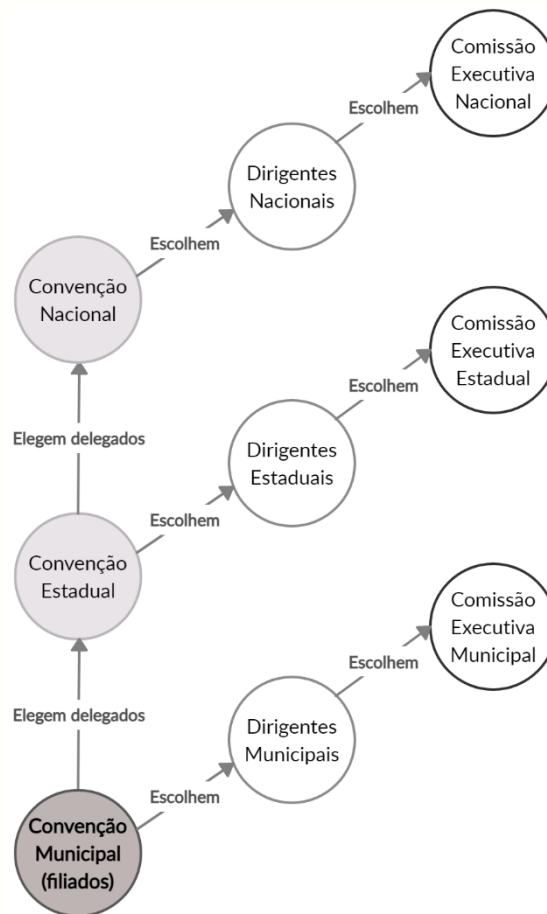 Comissão
Executiva
Nacional
Escolhem
Dirigentes
Nacionais
Escolhem
Convenção
Nacional
Comissão
Executiva
Estadual
Escolhem
Elegem delegados
Dirigentes
Estaduais
Escolhem
Convenção
Estadual
Comissão
Executiva
Municipal
Escolhem
Elegem delegados
Dirigentes
Municipais
Escolhem
Convenção
Municipal
(filiados)